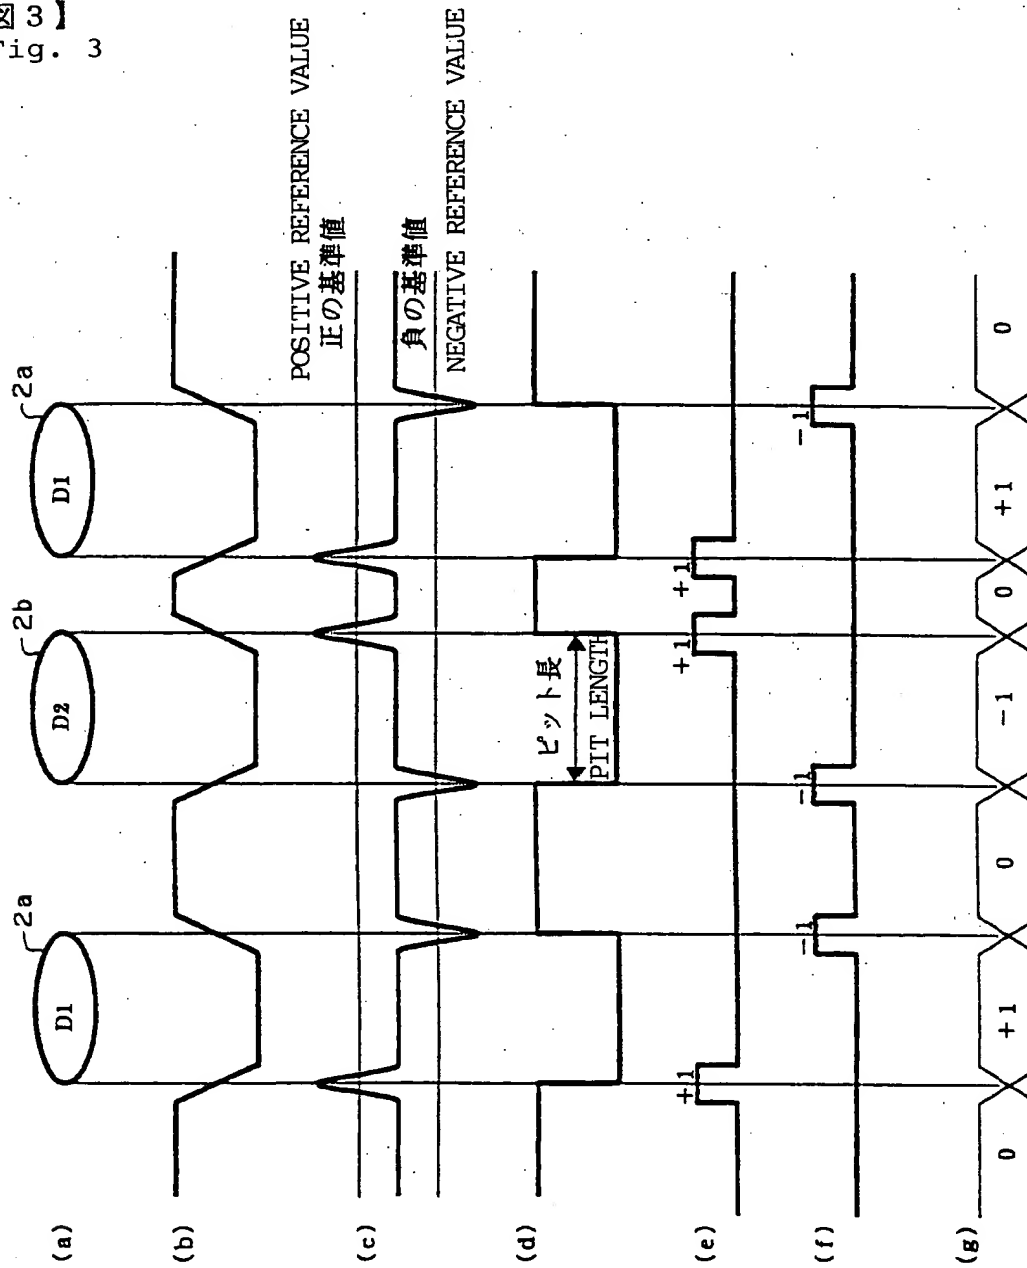 図3】
Fig. 3
(a)
D1
2a
D2
2b
D1
2a
(b)
(c)
POSITIVE REFERENCE VALUE
正の基準値
負の基準値
NEGATIVE REFERENCE VALUE
(d)
ピット長
PIT LENGTH
(e)
+1
+1
+1
(f)
-1
-1
-1
(g)
0
+1
0
-1
0
+1
0